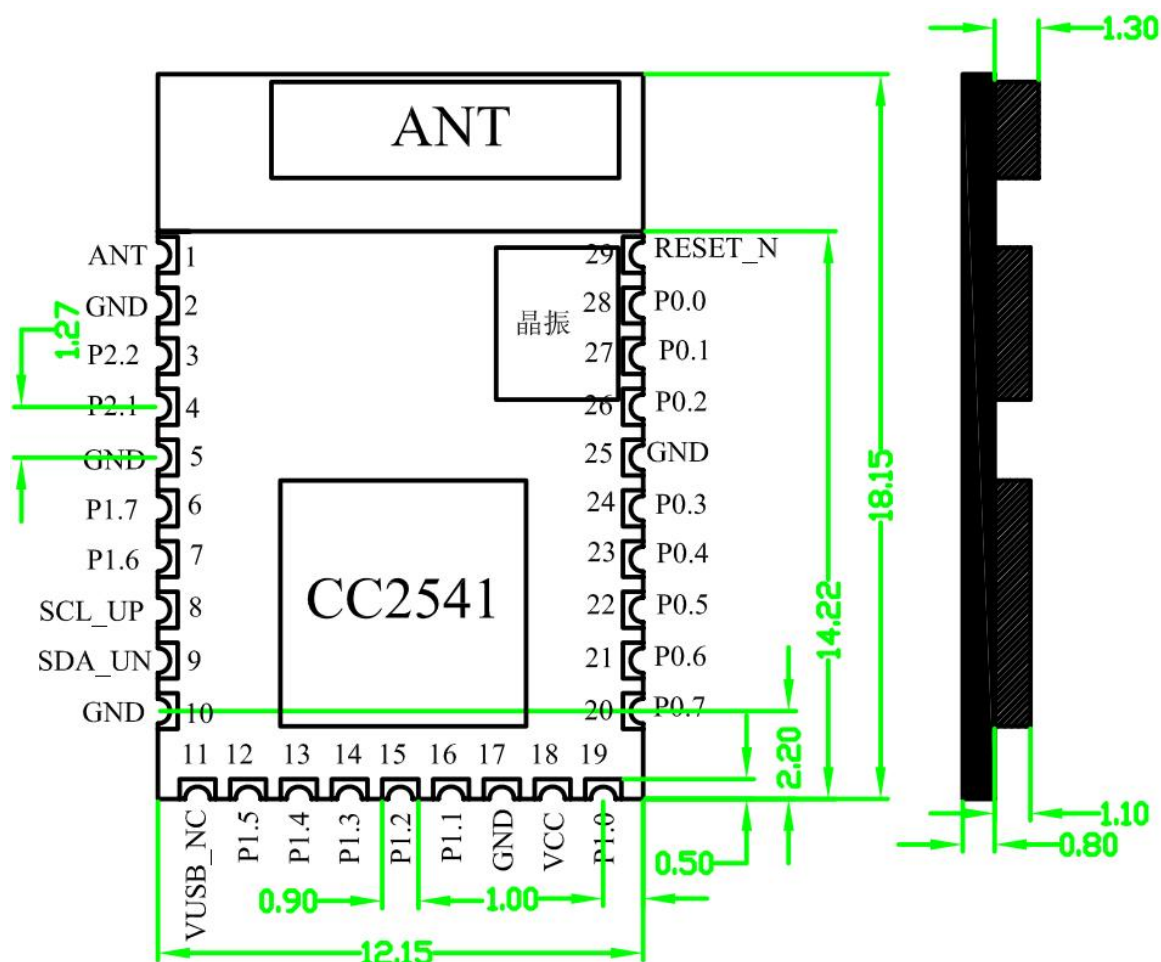 1.30
ANT
ANT 1 29 RESET_N
GND 2 28 P0.0
晶振
1.27
P2.2 3 27 P0.1
P2.1 4 26 P0.2
GND 5 25 GND
18.15
P1.7 6 24 P0.3
P1.6 7 23 P0.4
CC2541
14.22
SCL_UP 8 22 P0.5
SDA_UN 9 21 P0.6
GND 10 20 P0.7
11 12 13 14 15 16 17 18 19
2.20
VUSB_NC P1.5 P1.4 P1.3 P1.2 P1.1 GND VCC P1.0
1.10
0.50
0.80
0.90 1.00
12.15